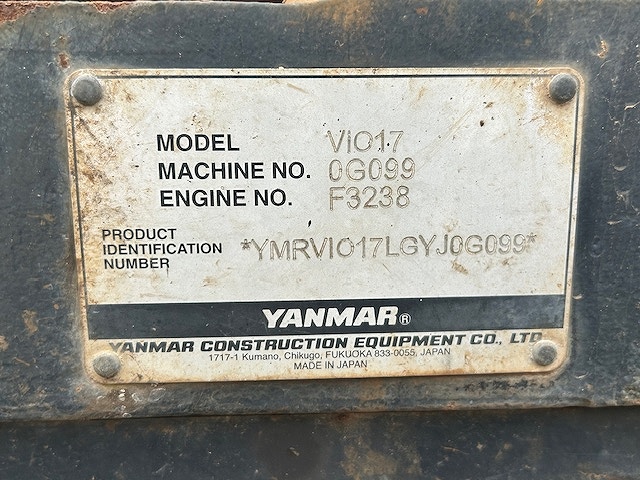 MODEL VIO17
MACHINE NO. 0G099
ENGINE NO. F3238
PRODUCT
IDENTIFICATION
NUMBER *YMRVIO17LGYJ0G099*
YANMAR®
YANMAR CONSTRUCTION EQUIPMENT CO., LTD
1717-1 Kumano, Chikugo, FUKUOKA 833-0055, JAPAN
MADE IN JAPAN